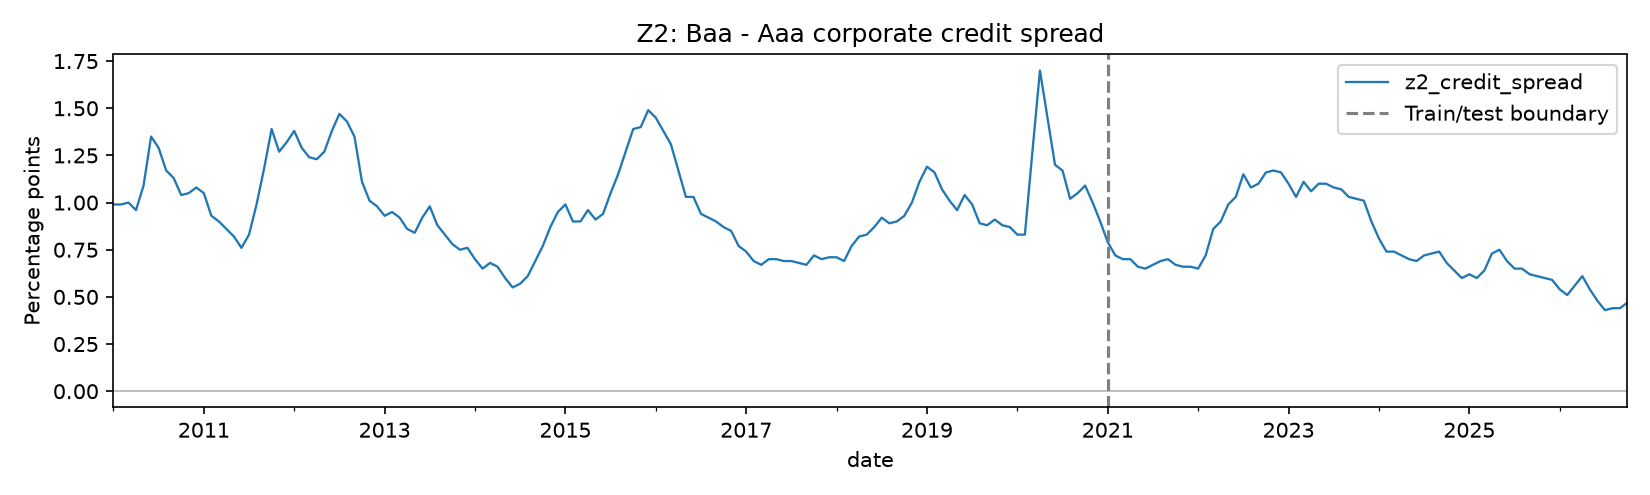 Z2: Baa - Aaa corporate credit spread
z2_credit_spread
Train/test boundary
Percentage points
1.75
1.50
1.25
1.00
0.75
0.50
0.25
0.00
2011 2013 2015 2017 2019 2021 2023 2025
date